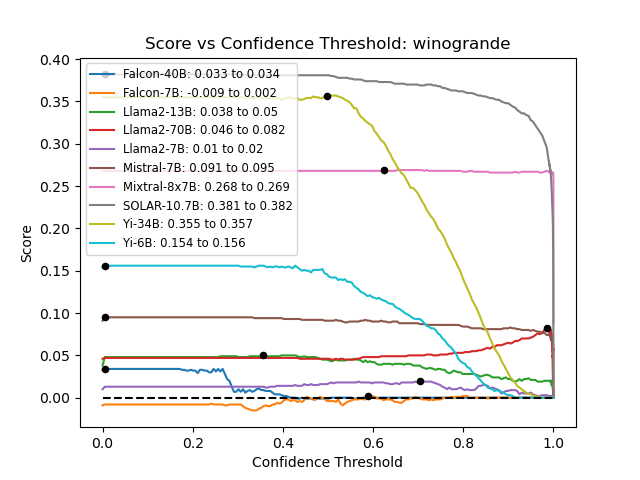 Score vs Confidence Threshold: winogrande
Score
0.40
0.35
0.30
0.25
0.20
0.15
0.10
0.05
0.00
Falcon-40B: 0.033 to 0.034
Falcon-7B: -0.009 to 0.002
Llama2-13B: 0.038 to 0.05
Llama2-70B: 0.046 to 0.082
Llama2-7B: 0.01 to 0.02
Mistral-7B: 0.091 to 0.095
Mixtral-8x7B: 0.268 to 0.269
SOLAR-10.7B: 0.381 to 0.382
Yi-34B: 0.355 to 0.357
Yi-6B: 0.154 to 0.156
0.0 0.2 0.4 0.6 0.8 1.0
Confidence Threshold